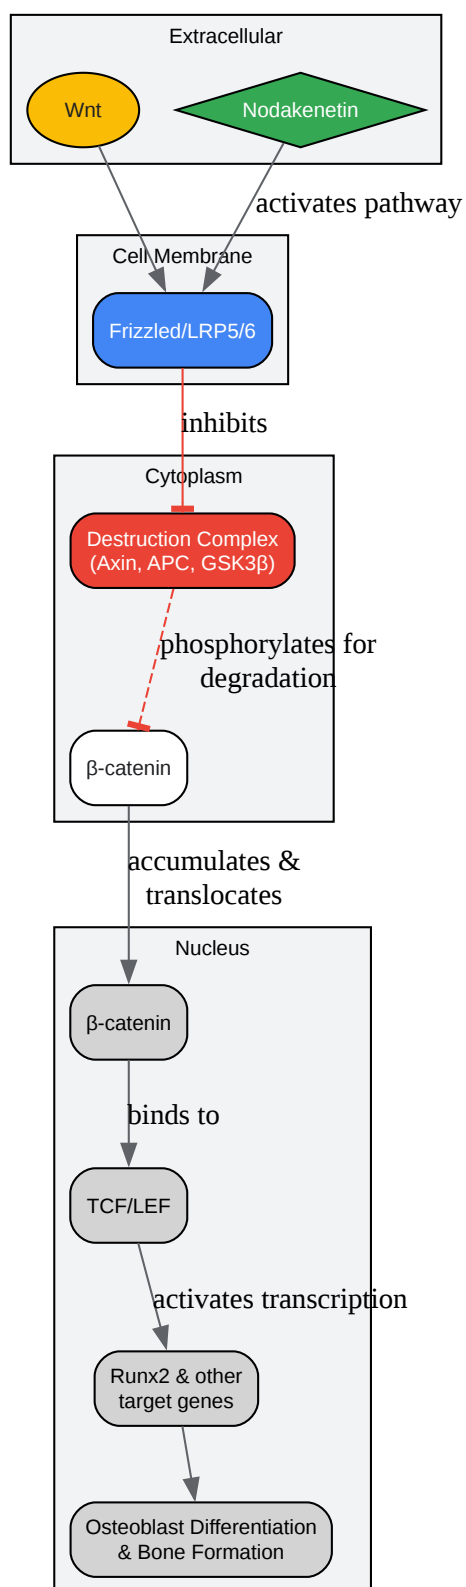 Extracellular
Wnt
Nodakenetin
activates pathway
Cell Membrane
Frizzled/LRP5/6
inhibits
Cytoplasm
Destruction Complex
(Axin, APC, GSK3β)
phosphorylates for
degradation
β-catenin
accumulates &
translocates
Nucleus
β-catenin
binds to
TCF/LEF
activates transcription
Runx2 & other
target genes
Osteoblast Differentiation
& Bone Formation